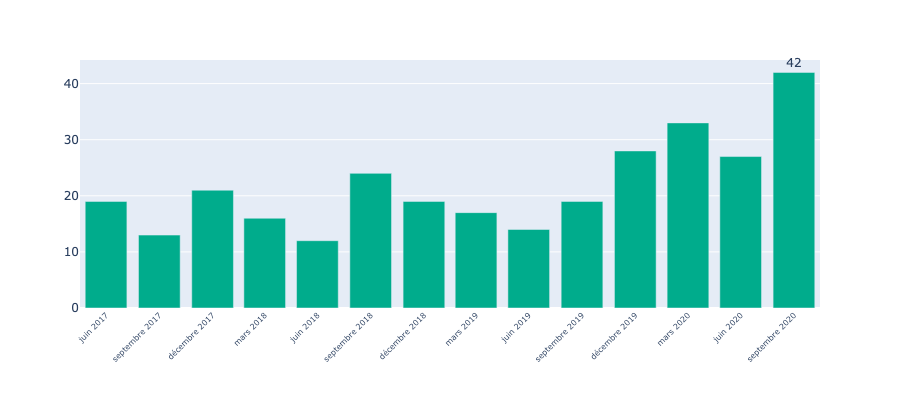 42
40
30
20
10
0
juin 2017
septembre 2017
décembre 2017
mars 2018
juin 2018
septembre 2018
décembre 2018
mars 2019
juin 2019
septembre 2019
décembre 2019
mars 2020
juin 2020
septembre 2020